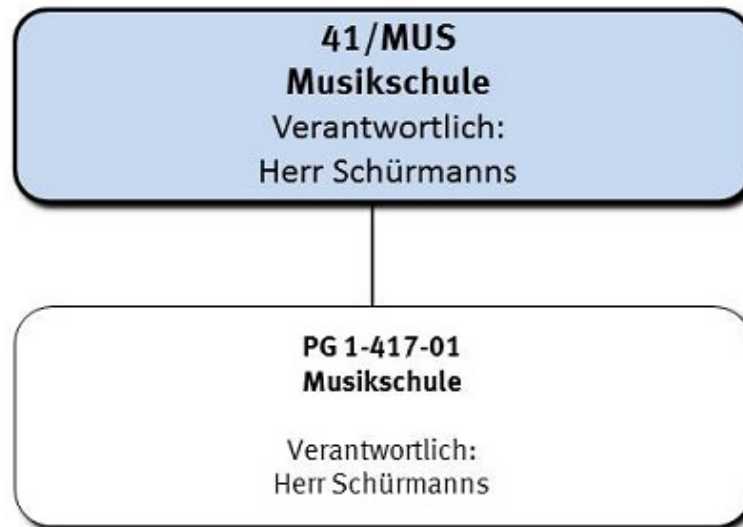 41/MUS
Musikschule
Verantwortlich:
Herr Schürmanns
PG 1-417-01
Musikschule
Verantwortlich:
Herr Schürmanns